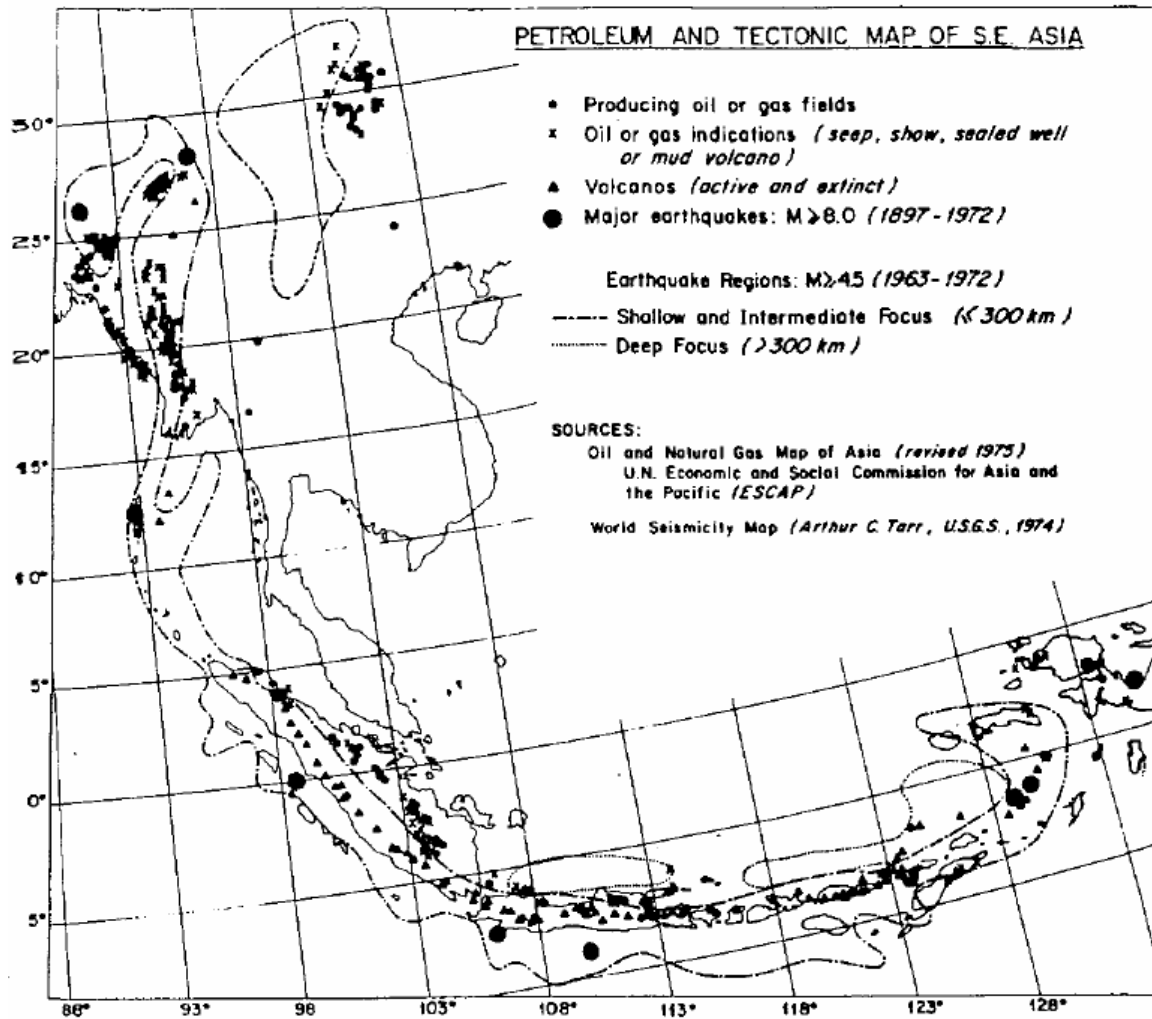 PETROLEUM AND TECTONIC MAP OF S.E. ASIA
Producing oil or gas fields
Oil or gas indications (seep, show, sealed well
or mud volcano)
Volcanos (active and extinct)
Major earthquakes: M⩾8.0 (1897-1972)
Earthquake Regions: M⩾4.5 (1963-1972)
Shallow and Intermediate Focus (⩽300 km)
Deep Focus (>300 km)
SOURCES:
Oil and Natural Gas Map of Asia (revised 1975)
U.N. Economic and Social Commission for Asia and
the Pacific (ESCAP)
World Seismicity Map (Arthur C. Tarr, U.S.G.S., 1974)
30°
25°
20°
15°
10°
5°
0°
5°
88° 93° 98° 103° 108° 113° 118° 123° 128°